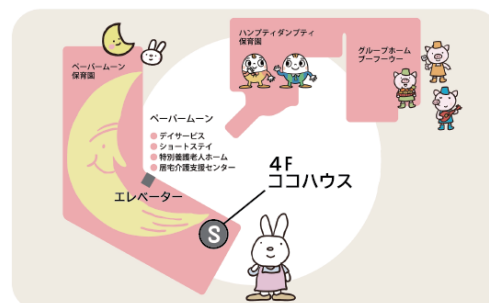 ハンプティダンプティ
保育園
グループホーム
ブーフーウー
ペーパームーン
保育園
ペーパームーン
デイサービス
ショートステイ
特別養護老人ホーム
居宅介護支援センター
4F
ココハウス
エレベーター
S